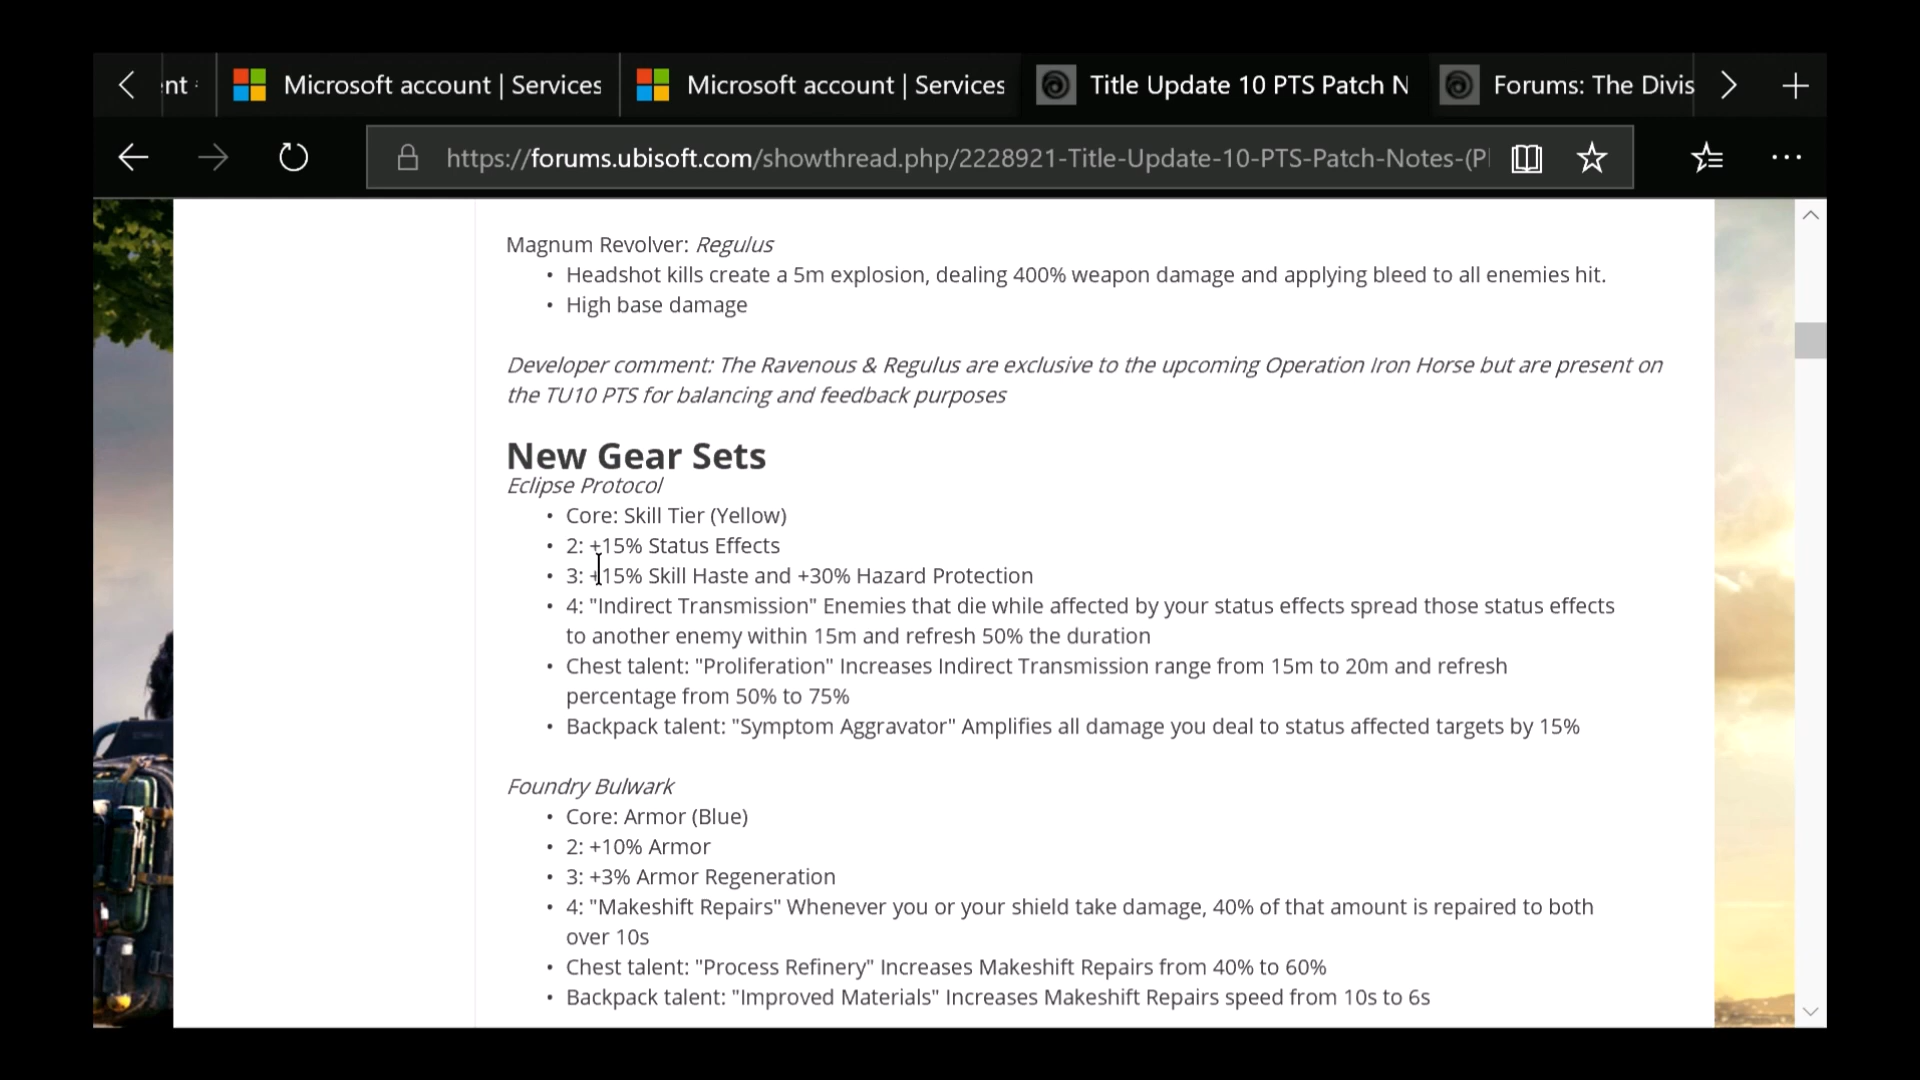 nt
Microsoft account | Services
Microsoft account | Services
Title Update 10 PTS Patch N
Forums: The Divis
https://forums.ubisoft.com/showthread.php/2228921-Title-Update-10-PTS-Patch-Notes-(P
Magnum Revolver: Regulus
• Headshot kills create a 5m explosion, dealing 400% weapon damage and applying bleed to all enemies hit.
• High base damage
Developer comment: The Ravenous & Regulus are exclusive to the upcoming Operation Iron Horse but are present on
the TU10 PTS for balancing and feedback purposes
New Gear Sets
Eclipse Protocol
• Core: Skill Tier (Yellow)
• 2: +15% Status Effects
• 3: +15% Skill Haste and +30% Hazard Protection
• 4: "Indirect Transmission" Enemies that die while affected by your status effects spread those status effects
to another enemy within 15m and refresh 50% the duration
• Chest talent: "Proliferation" Increases Indirect Transmission range from 15m to 20m and refresh
percentage from 50% to 75%
• Backpack talent: "Symptom Aggravator" Amplifies all damage you deal to status affected targets by 15%
Foundry Bulwark
• Core: Armor (Blue)
• 2: +10% Armor
• 3: +3% Armor Regeneration
• 4: "Makeshift Repairs" Whenever you or your shield take damage, 40% of that amount is repaired to both
over 10s
• Chest talent: "Process Refinery" Increases Makeshift Repairs from 40% to 60%
• Backpack talent: "Improved Materials" Increases Makeshift Repairs speed from 10s to 6s